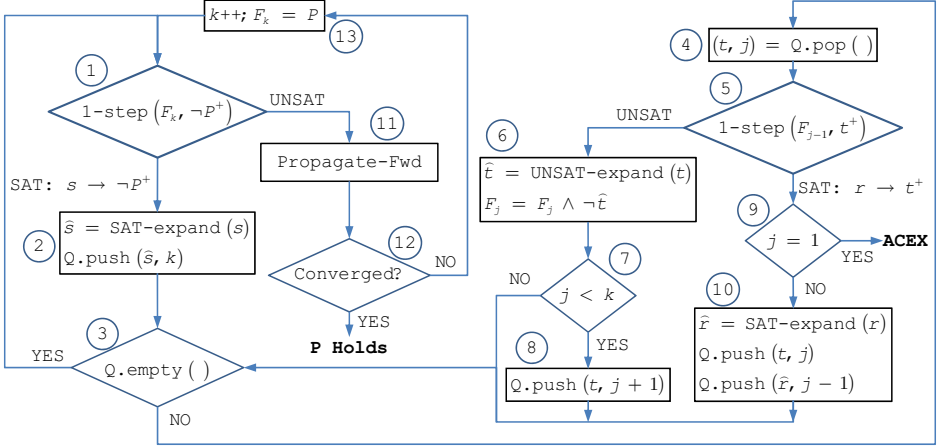 k++; F_k = P
13
1
1-step(F_k, ¬P⁺)
UNSAT
11
Propagate-Fwd
SAT: s → ¬P⁺
2
ŝ = SAT-expand(s)
Q.push(ŝ, k)
12
Converged?
NO
YES
P Holds
3
Q.empty()
YES
NO
4
(t, j) = Q.pop()
5
1-step(F_{j-1}, t⁺)
UNSAT
6
t̂ = UNSAT-expand(t)
F_j = F_j ∧ ¬t̂
SAT: r → t⁺
9
j = 1
YES
ACEX
NO
7
j < k
NO
YES
8
Q.push(t, j+1)
10
r̂ = SAT-expand(r)
Q.push(t, j)
Q.push(r̂, j-1)